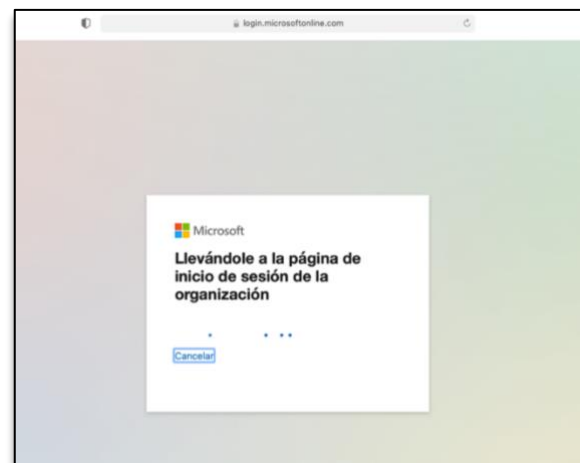 login.microsoftonline.com
Microsoft
Llevándole a la página de
inicio de sesión de la
organización
Cancelar